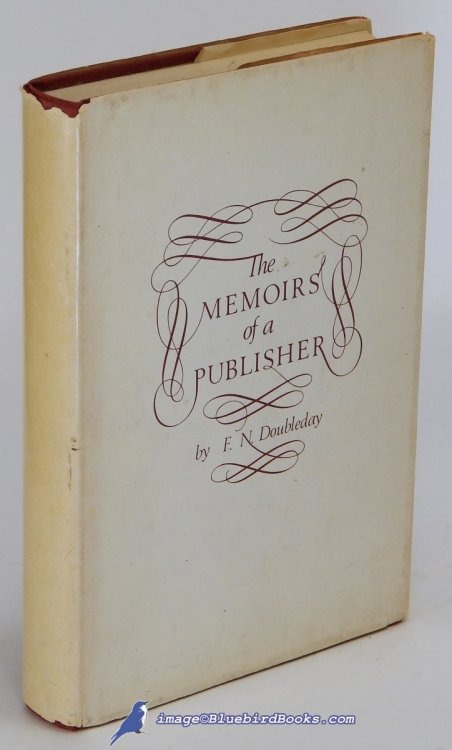 The
MEMOIRS
of a
PUBLISHER
by F. N. Doubleday
image©BluebirdBooks.com